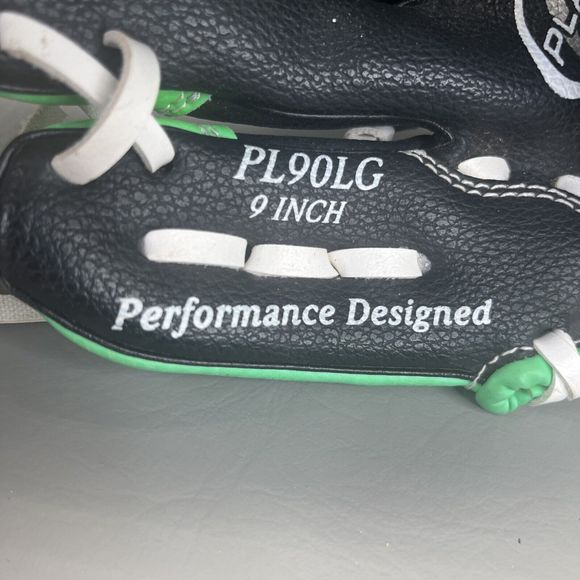 PL90LG
9 INCH
Performance Designed